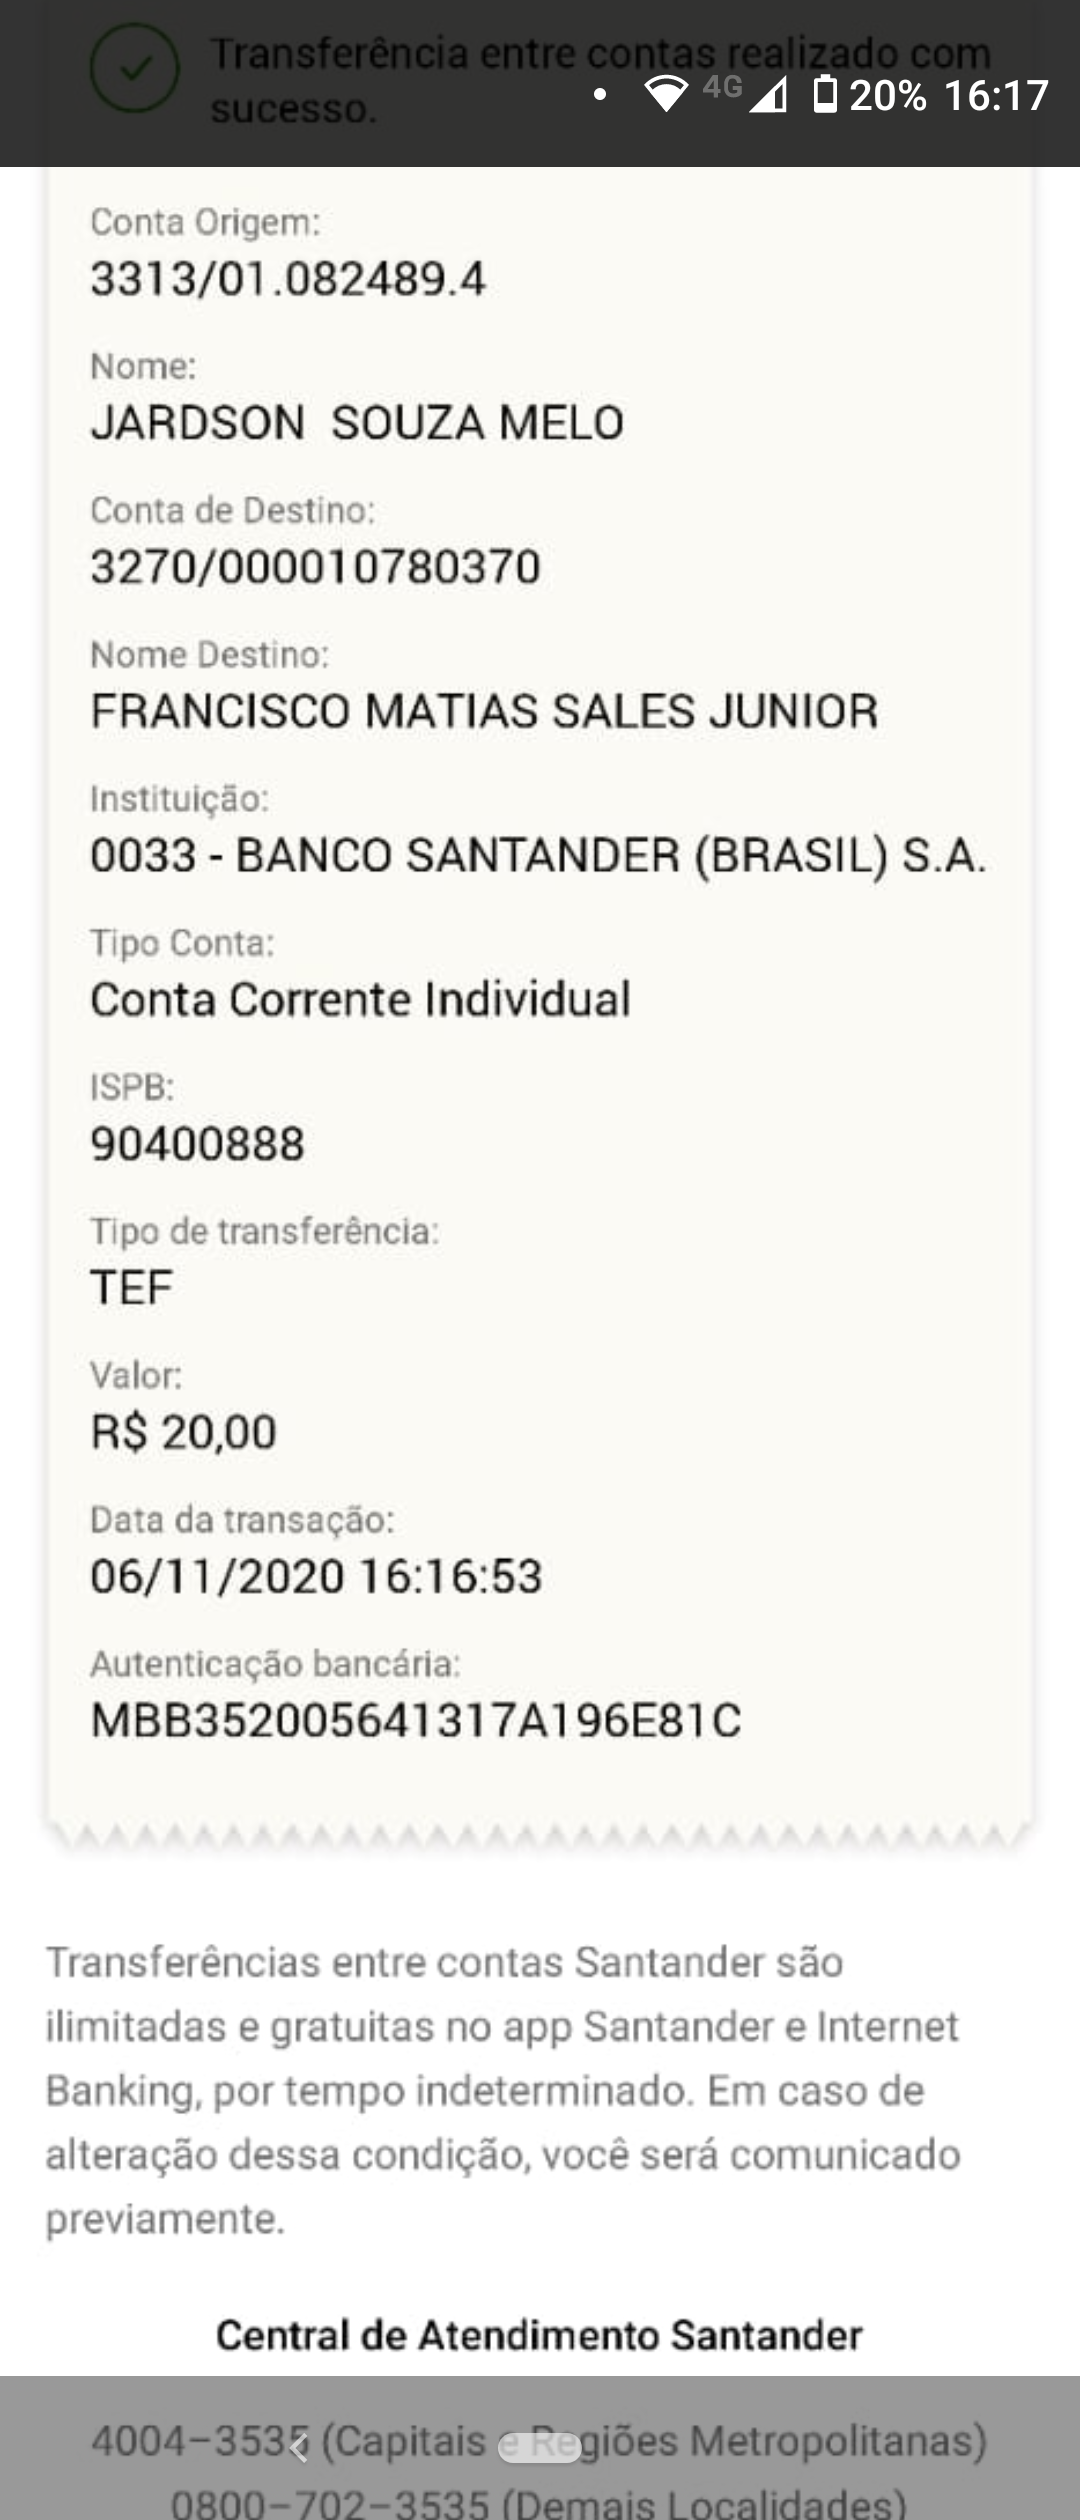 Transferência entre contas realizado com
sucesso.
4G 20% 16:17
Conta Origem:
3313/01.082489.4
Nome:
JARDSON  SOUZA MELO
Conta de Destino:
3270/000010780370
Nome Destino:
FRANCISCO MATIAS SALES JUNIOR
Instituição:
0033 - BANCO SANTANDER (BRASIL) S.A.
Tipo Conta:
Conta Corrente Individual
ISPB:
90400888
Tipo de transferência:
TEF
Valor:
R$ 20,00
Data da transação:
06/11/2020 16:16:53
Autenticação bancária:
MBB352005641317A196E81C
Transferências entre contas Santander são
ilimitadas e gratuitas no app Santander e Internet
Banking, por tempo indeterminado. Em caso de
alteração dessa condição, você será comunicado
previamente.
Central de Atendimento Santander
4004-3535 (Capitais e Regiões Metropolitanas)
0800-702-3535 (Demais Localidades)